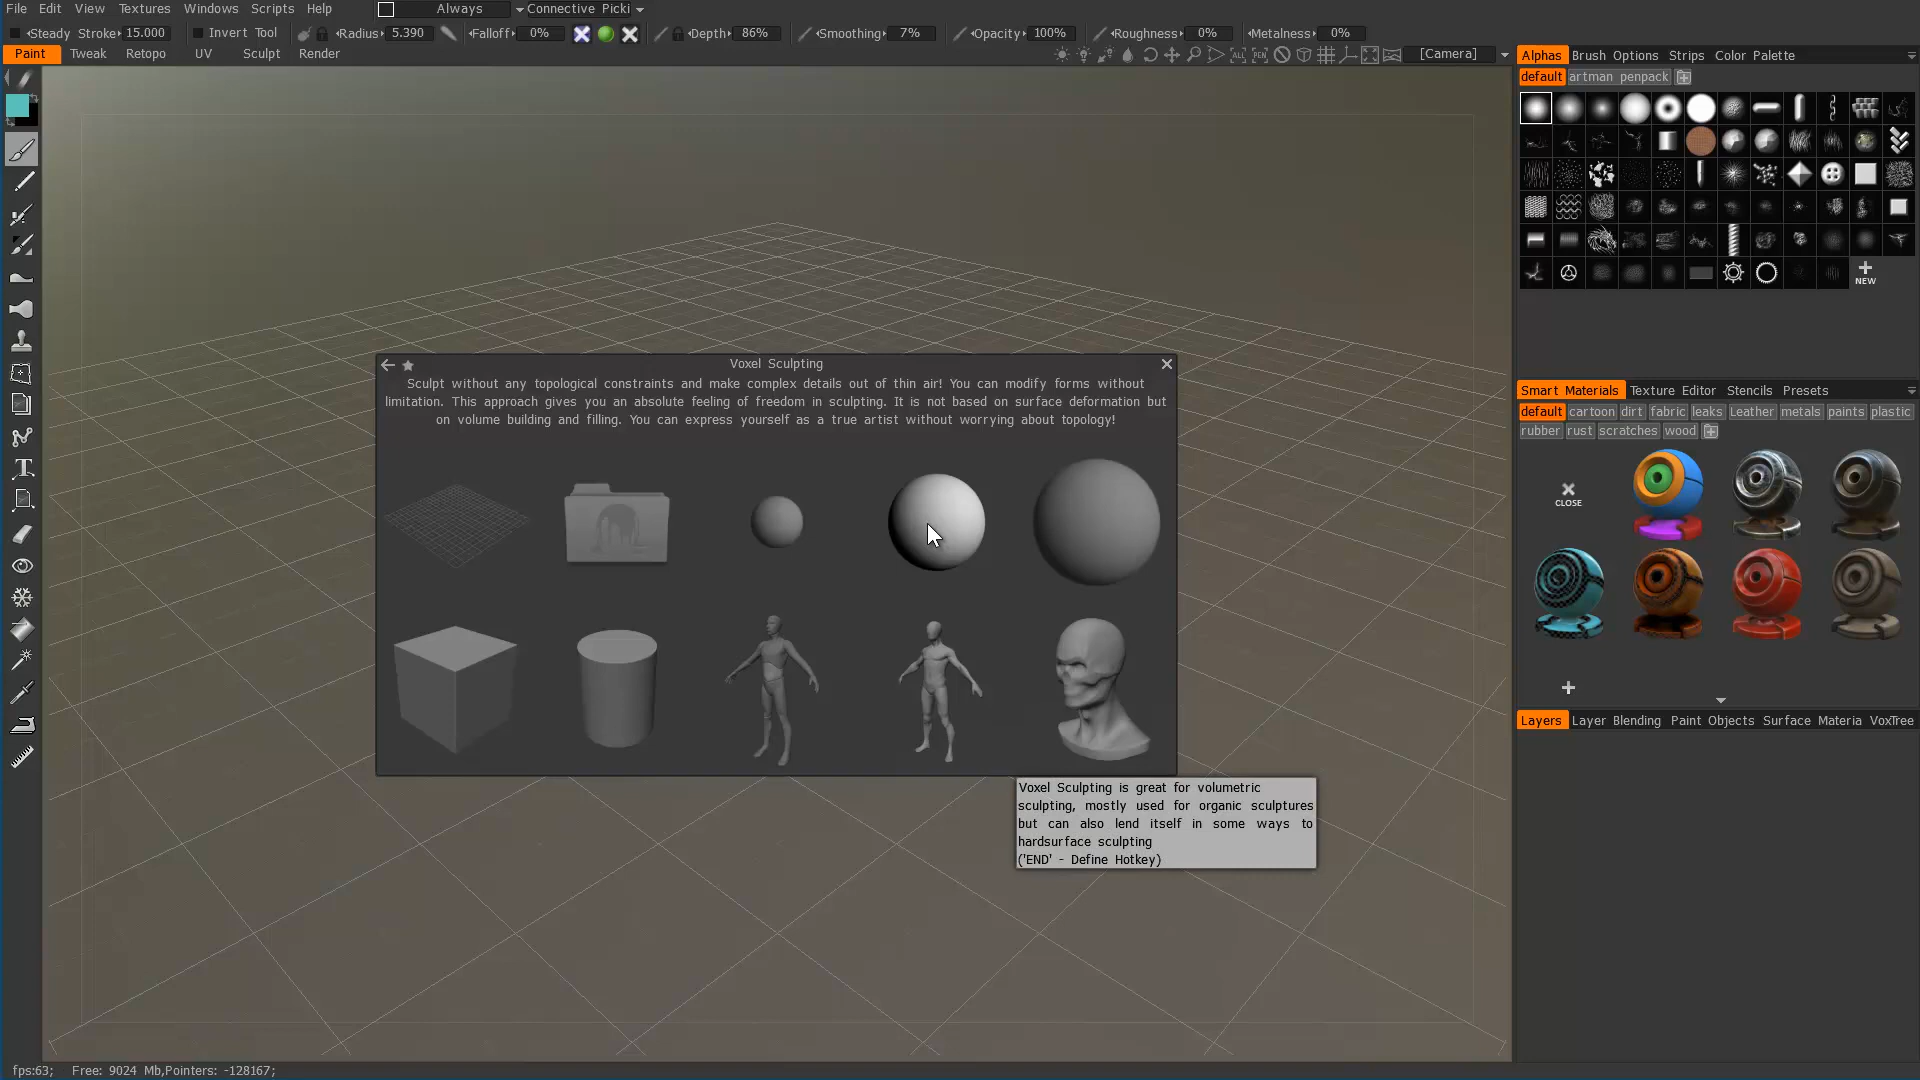 File Edit View Textures Windows Scripts Help Always Connective Picki
Steady Stroke 15.000 Invert Tool Radius 5.390 Falloff 0% Depth 86% Smoothing 7% Opacity 100% Roughness 0% Metalness 0%
Paint Tweak Retopo UV Sculpt Render ALL PEN [Camera]
Alphas Brush Options Strips Color Palette
default artman penpack
NEW
Voxel Sculpting
Sculpt without any topological constraints and make complex details out of thin air! You can modify forms without
limitation. This approach gives you an absolute feeling of freedom in sculpting. It is not based on surface deformation but
on volume building and filling. You can express yourself as a true artist without worrying about topology!
Smart Materials Texture Editor Stencils Presets
default cartoon dirt fabric leaks Leather metals paints plastic
rubber rust scratches wood
CLOSE
Layers Layer Blending Paint Objects Surface Materia VoxTree
Voxel Sculpting is great for volumetric
sculpting, mostly used for organic sculptures
but can also lend itself in some ways to
hardsurface sculpting
('END' - Define Hotkey)
fps:63; Free: 9024 Mb,Pointers: -128167;